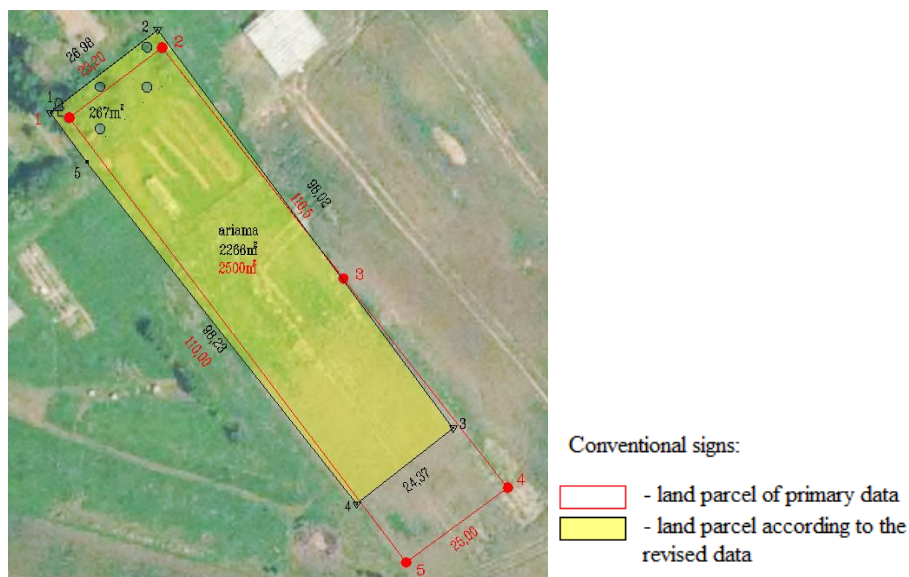 2
2
26,98
23,20
1
1
267m²
5
98,02
110,5
ariama
2266m²
2500m²
3
98,23
110,00
3
24,37
4
4
25,00
5
Conventional signs:
- land parcel of primary data
- land parcel according to the
revised data